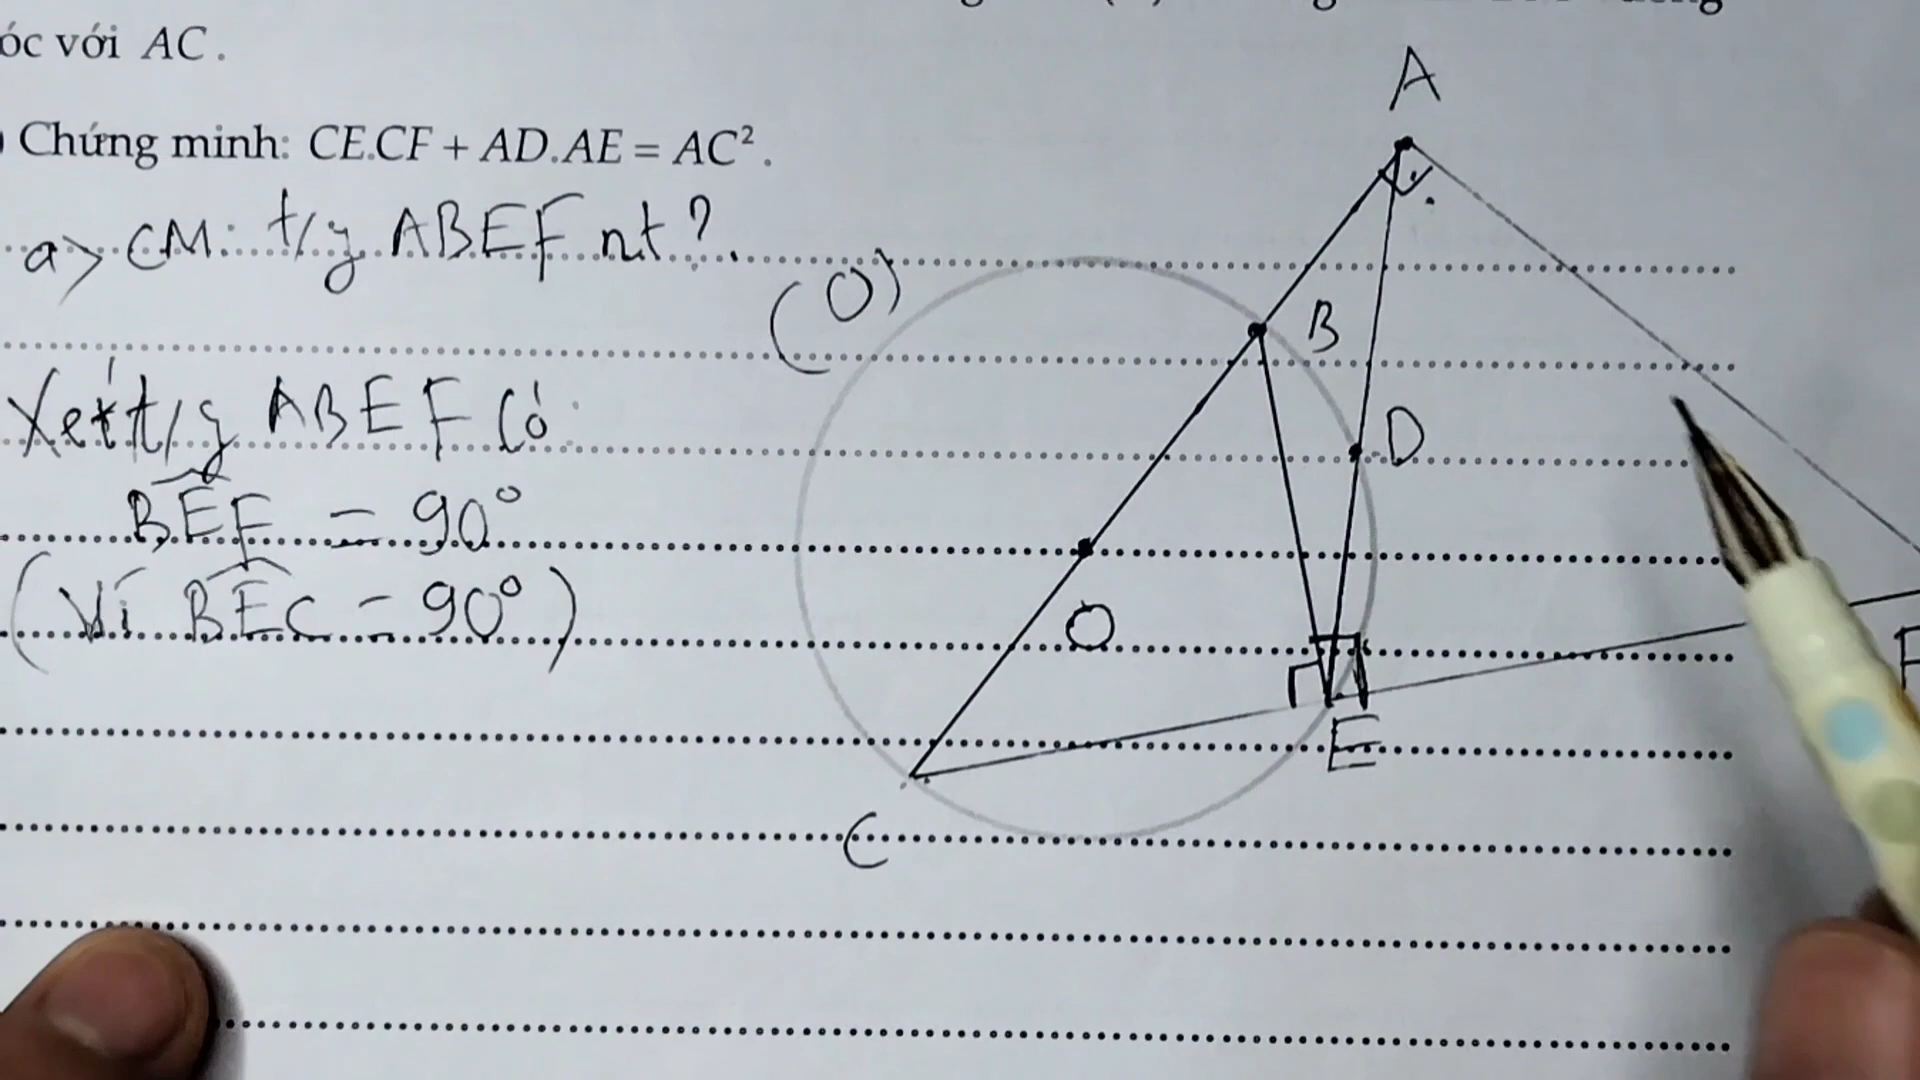 óc với AC.
Chứng minh: CE.CF + AD.AE = AC².
a> CM: t/g ABEF nt?
Xét t/g ABEF Có
BEF = 90°
(Vì BEC = 90°)
A
(O)
B
D
O
E
C